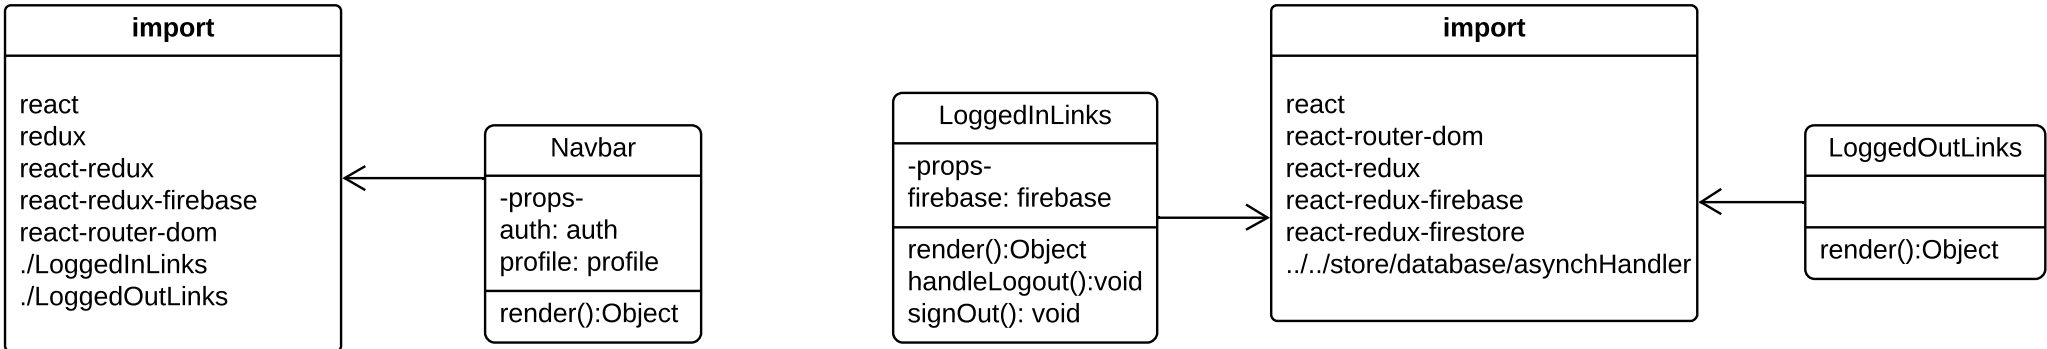 import
react
redux
react-redux
react-redux-firebase
react-router-dom
./LoggedInLinks
./LoggedOutLinks
Navbar
-props-
auth: auth
profile: profile
render():Object
LoggedInLinks
-props-
firebase: firebase
render():Object
handleLogout():void
signOut(): void
import
react
react-router-dom
react-redux
react-redux-firebase
react-redux-firestore
../../store/database/asynchHandler
LoggedOutLinks
render():Object